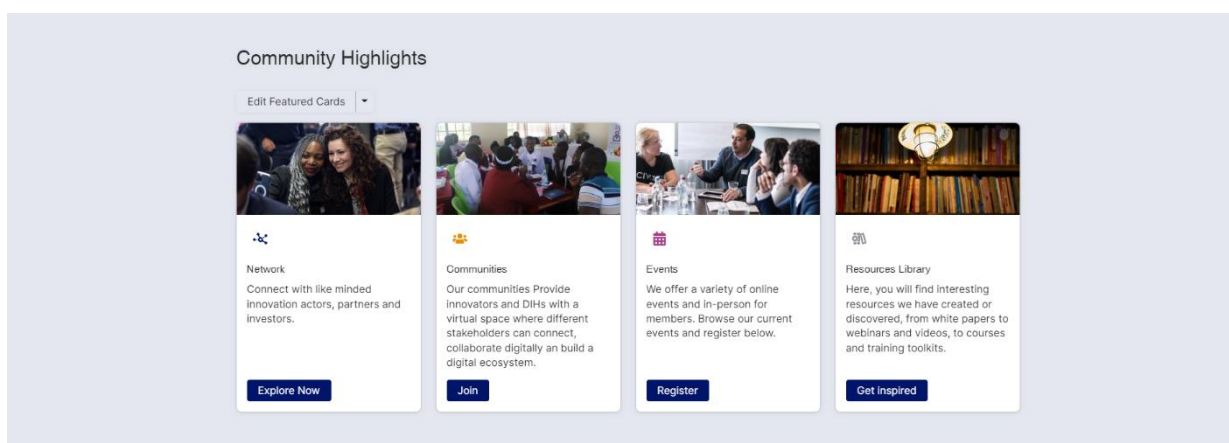 Community Highlights
Edit Featured Cards
Network
Connect with like minded
innovation actors, partners and
investors.
Explore Now
Communities
Our communities Provide
innovators and DIHs with a
virtual space where different
stakeholders can connect,
collaborate digitally an build a
digital ecosystem.
Join
Events
We offer a variety of online
events and in-person for
members. Browse our current
events and register below.
Register
Resources Library
Here, you will find interesting
resources we have created or
discovered, from white papers to
webinars and videos, to courses
and training toolkits.
Get inspired